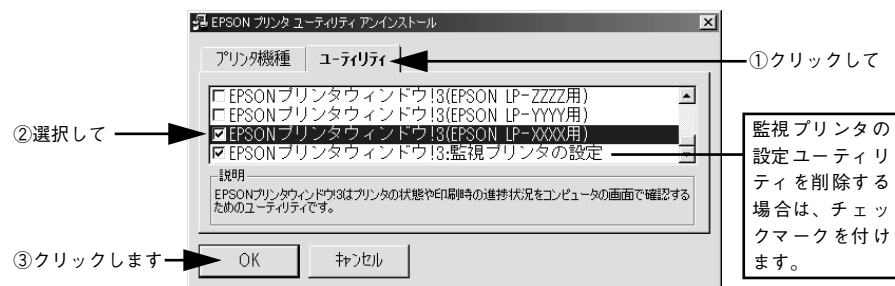 EPSON プリンタ ユーティリティ アンインストール
プリンタ機種
ユーティリティ
①クリックして
EPSONプリンタウィンドウ!3(EPSON LP-ZZZZ用)
EPSONプリンタウィンドウ!3(EPSON LP-YYYY用)
②選択して
EPSONプリンタウィンドウ!3(EPSON LP-XXXX用)
EPSONプリンタウィンドウ!3:監視プリンタの設定
監視プリンタの
設定ユーティリ
ティを削除する
場合は、チェッ
クマークを付け
ます。
説明
EPSONプリンタウィンドウ!3はプリンタの状態や印刷時の進捗状況をコンピュータの画面で確認する
ためのユーティリティです。
③クリックします
OK
キャンセル